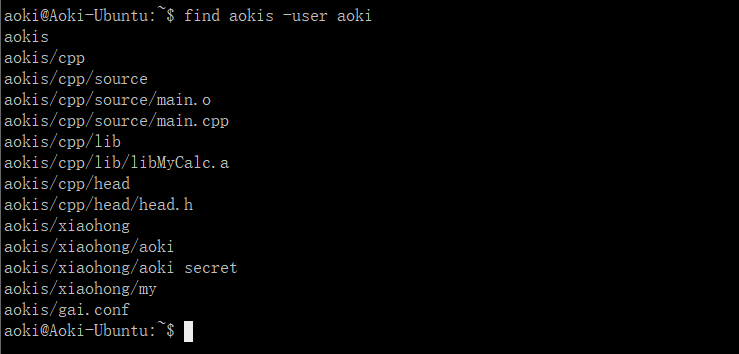 aoki@Aoki-Ubuntu:~$ find aokis -user aoki
aokis
aokis/cpp
aokis/cpp/source
aokis/cpp/source/main.o
aokis/cpp/source/main.cpp
aokis/cpp/lib
aokis/cpp/lib/libMyCalc.a
aokis/cpp/head
aokis/cpp/head/head.h
aokis/xiaohong
aokis/xiaohong/aoki
aokis/xiaohong/aoki secret
aokis/xiaohong/my
aokis/gai.conf
aoki@Aoki-Ubuntu:~$